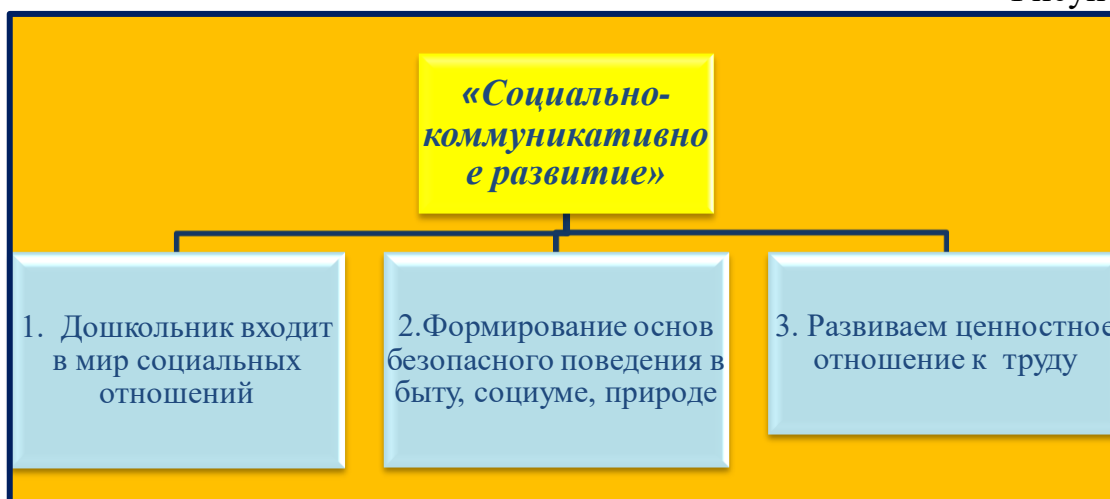 «Социально-
коммуникативно
е развитие»
1. Дошкольник входит
в мир социальных
отношений
2.Формирование основ
безопасного поведения в
быту, социуме, природе
3. Развиваем ценностное
отношение к труду